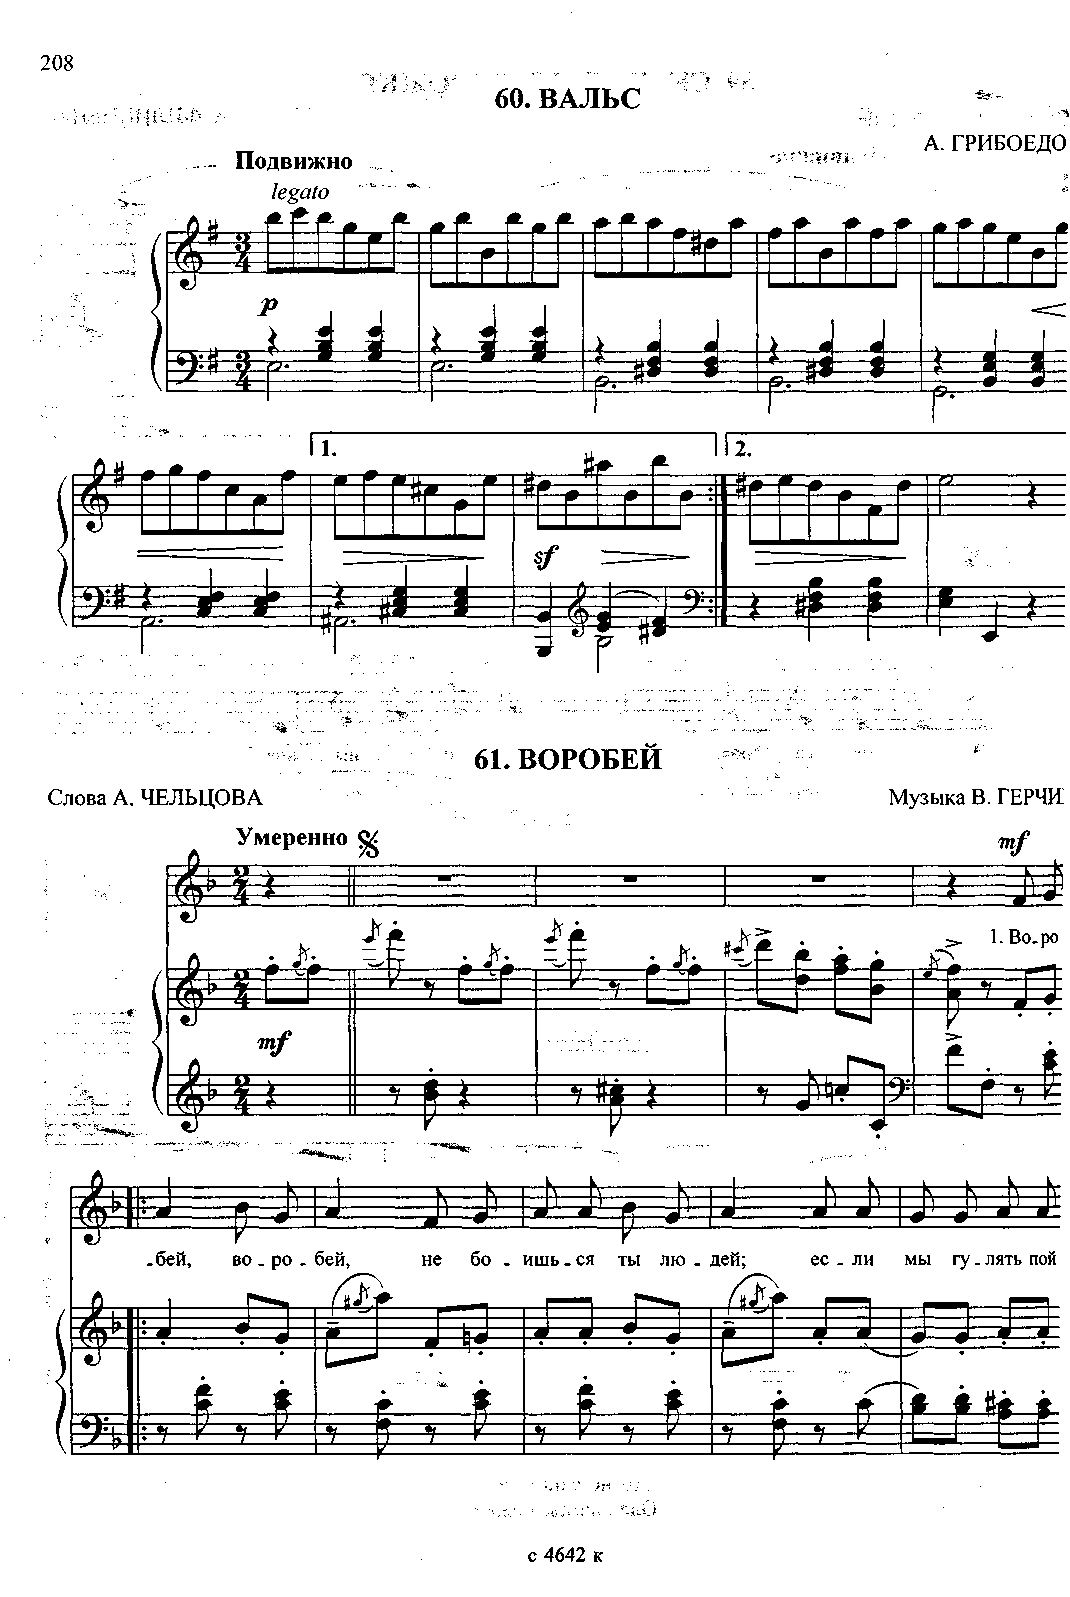 208
60. ВАЛЬС
А. ГРИБОЕДО
Подвижно
legato
p
1.
2.
sf
61. ВОРОБЕЙ
Слова А. ЧЕЛЬЦОВА
Музыка В. ГЕРЧИ
Умеренно
mf
1. Во-ро
mf
-бей, во-ро-бей, не бо-ишь-ся ты лю-дей; ес-ли мы гу-лять пой
с 4642 к